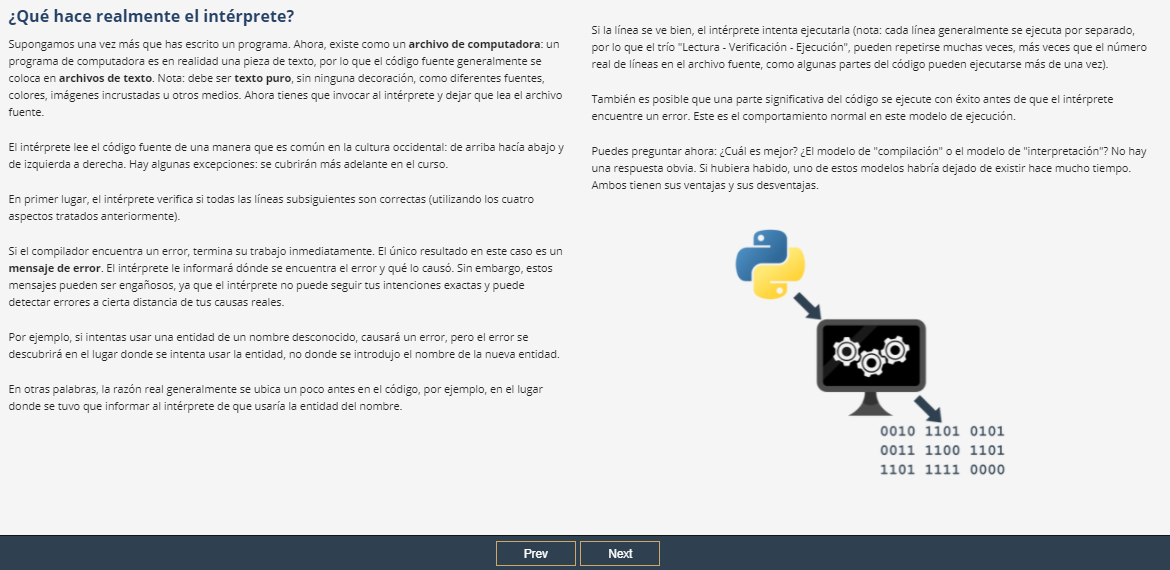 ¿Qué hace realmente el intérprete?
Supongamos una vez más que has escrito un programa. Ahora, existe como un archivo de computadora: un
programa de computadora es en realidad una pieza de texto, por lo que el código fuente generalmente se
coloca en archivos de texto. Nota: debe ser texto puro, sin ninguna decoración, como diferentes fuentes,
colores, imágenes incrustadas u otros medios. Ahora tienes que invocar al intérprete y dejar que lea el archivo
fuente.
El intérprete lee el código fuente de una manera que es común en la cultura occidental: de arriba hacía abajo y
de izquierda a derecha. Hay algunas excepciones: se cubrirán más adelante en el curso.
En primer lugar, el intérprete verifica si todas las líneas subsiguientes son correctas (utilizando los cuatro
aspectos tratados anteriormente).
Si el compilador encuentra un error, termina su trabajo inmediatamente. El único resultado en este caso es un
mensaje de error. El intérprete le informará dónde se encuentra el error y qué lo causó. Sin embargo, estos
mensajes pueden ser engañosos, ya que el intérprete no puede seguir tus intenciones exactas y puede
detectar errores a cierta distancia de tus causas reales.
Por ejemplo, si intentas usar una entidad de un nombre desconocido, causará un error, pero el error se
descubrirá en el lugar donde se intenta usar la entidad, no donde se introdujo el nombre de la nueva entidad.
En otras palabras, la razón real generalmente se ubica un poco antes en el código, por ejemplo, en el lugar
donde se tuvo que informar al intérprete de que usaría la entidad del nombre.
Si la línea se ve bien, el intérprete intenta ejecutarla (nota: cada línea generalmente se ejecuta por separado,
por lo que el trío "Lectura - Verificación - Ejecución", pueden repetirse muchas veces, más veces que el número
real de líneas en el archivo fuente, como algunas partes del código pueden ejecutarse más de una vez).
También es posible que una parte significativa del código se ejecute con éxito antes de que el intérprete
encuentre un error. Este es el comportamiento normal en este modelo de ejecución.
Puedes preguntar ahora: ¿Cuál es mejor? ¿El modelo de "compilación" o el modelo de "interpretación"? No hay
una respuesta obvia. Si hubiera habido, uno de estos modelos habría dejado de existir hace mucho tiempo.
Ambos tienen sus ventajas y sus desventajas.
0010 1101 0101
0011 1100 1101
1101 1111 0000
Prev Next